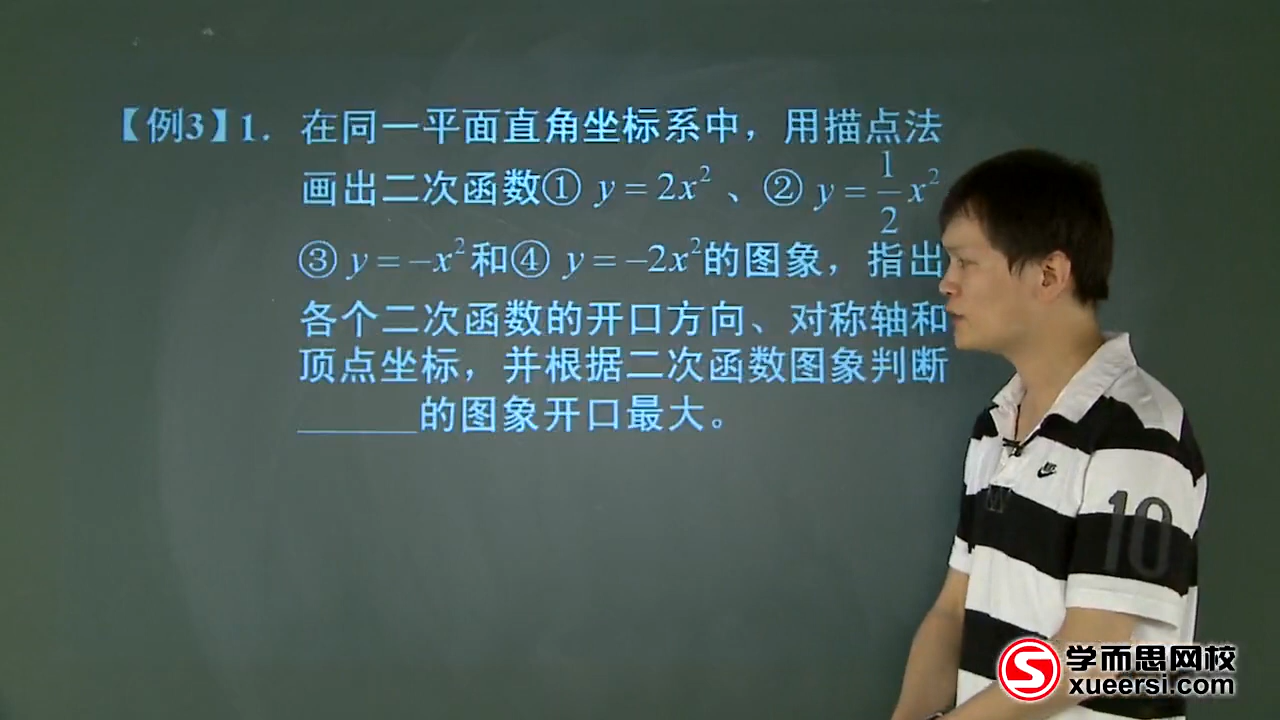 【例3】1. 在同一平面直角坐标系中，用描点法
画出二次函数① y = 2x² 、② y = 1/2 x²
③ y = -x² 和④ y = -2x² 的图象，指出
各个二次函数的开口方向、对称轴和
顶点坐标，并根据二次函数图象判断
______的图象开口最大。
10
学而思网校
xueersi.com